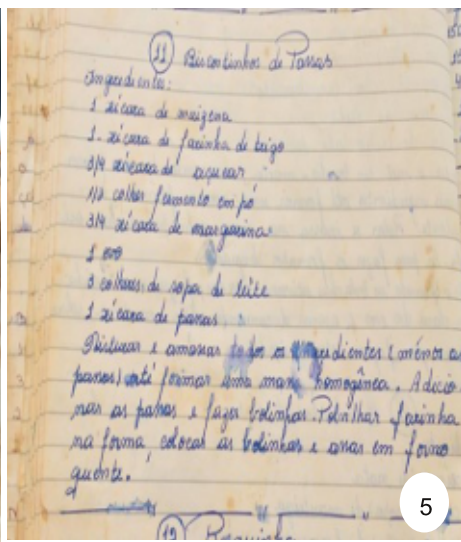 11 Biscoitinhos de Passas
Ingredientes:
1 xícara de maizena
1 xícara de farinha de trigo
3/4 xícara de açucar
1/2 colher fermento em pó
3/4 xícara de margarina
1 ovo
3 colheres de sopa de leite
1 xícara de passas.
Misturar e amassar todos os ingredientes (menos as
passas) até formar uma massa homogênea. Adicio
nar as passas e fazer bolinhas. Polvilhar farinha
na forma, colocar as bolinhas e assar em forno
quente.
5
12